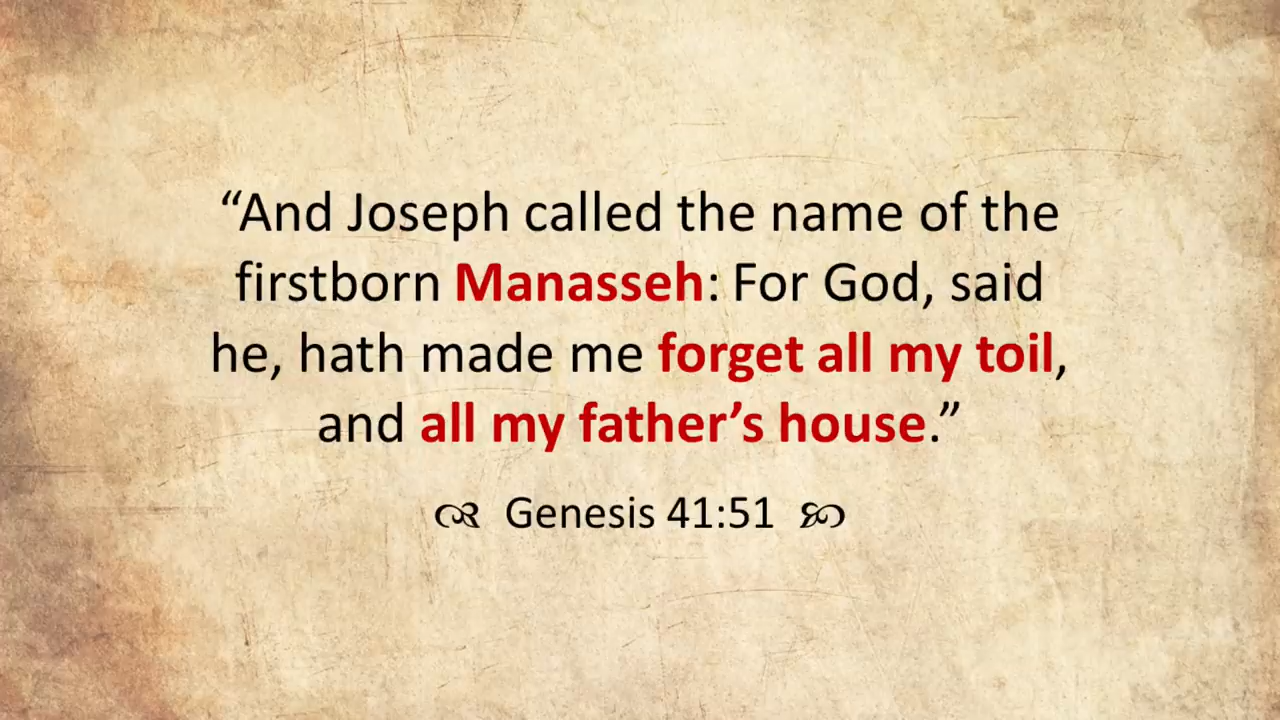 “And Joseph called the name of the
firstborn Manasseh: For God, said
he, hath made me forget all my toil,
and all my father’s house.”
Genesis 41:51